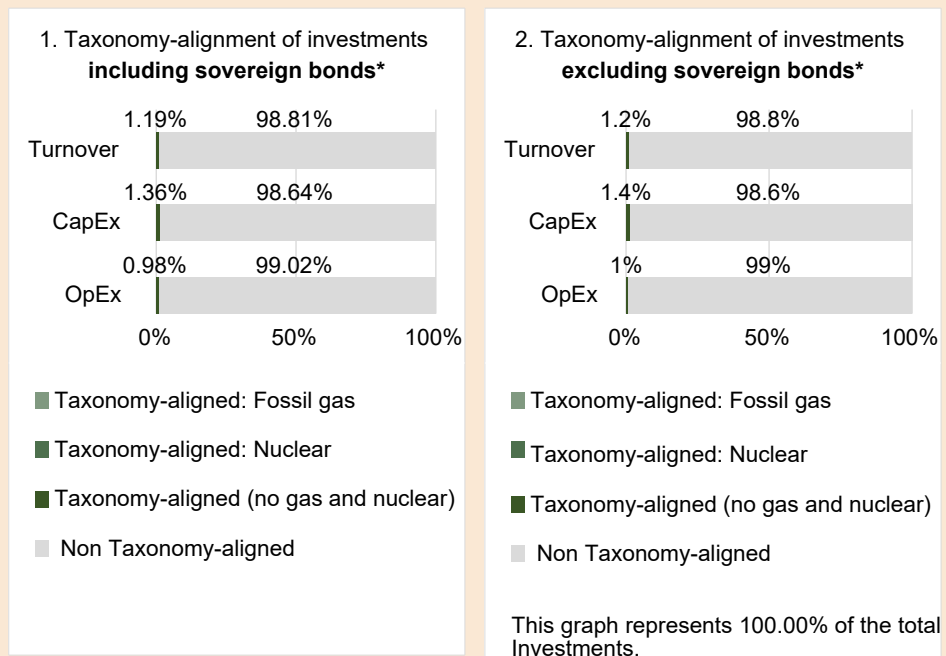 1. Taxonomy-alignment of investments
including sovereign bonds*
1.19% 98.81%
Turnover
1.36% 98.64%
CapEx
0.98% 99.02%
OpEx
0% 50% 100%
Taxonomy-aligned: Fossil gas
Taxonomy-aligned: Nuclear
Taxonomy-aligned (no gas and nuclear)
Non Taxonomy-aligned
2. Taxonomy-alignment of investments
excluding sovereign bonds*
1.2% 98.8%
Turnover
1.4% 98.6%
CapEx
1% 99%
OpEx
0% 50% 100%
Taxonomy-aligned: Fossil gas
Taxonomy-aligned: Nuclear
Taxonomy-aligned (no gas and nuclear)
Non Taxonomy-aligned
This graph represents 100.00% of the total
Investments.